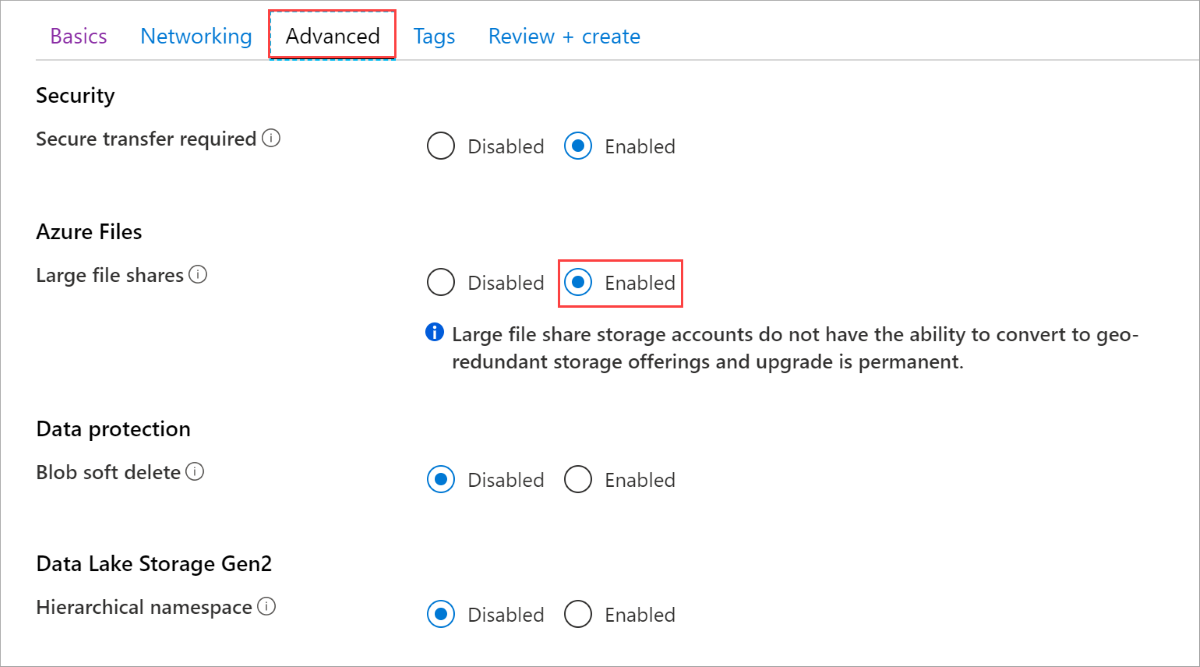 Basics Networking Advanced Tags Review + create
Security
Secure transfer required Disabled Enabled
Azure Files
Large file shares Disabled Enabled
Large file share storage accounts do not have the ability to convert to geo-
redundant storage offerings and upgrade is permanent.
Data protection
Blob soft delete Disabled Enabled
Data Lake Storage Gen2
Hierarchical namespace Disabled Enabled